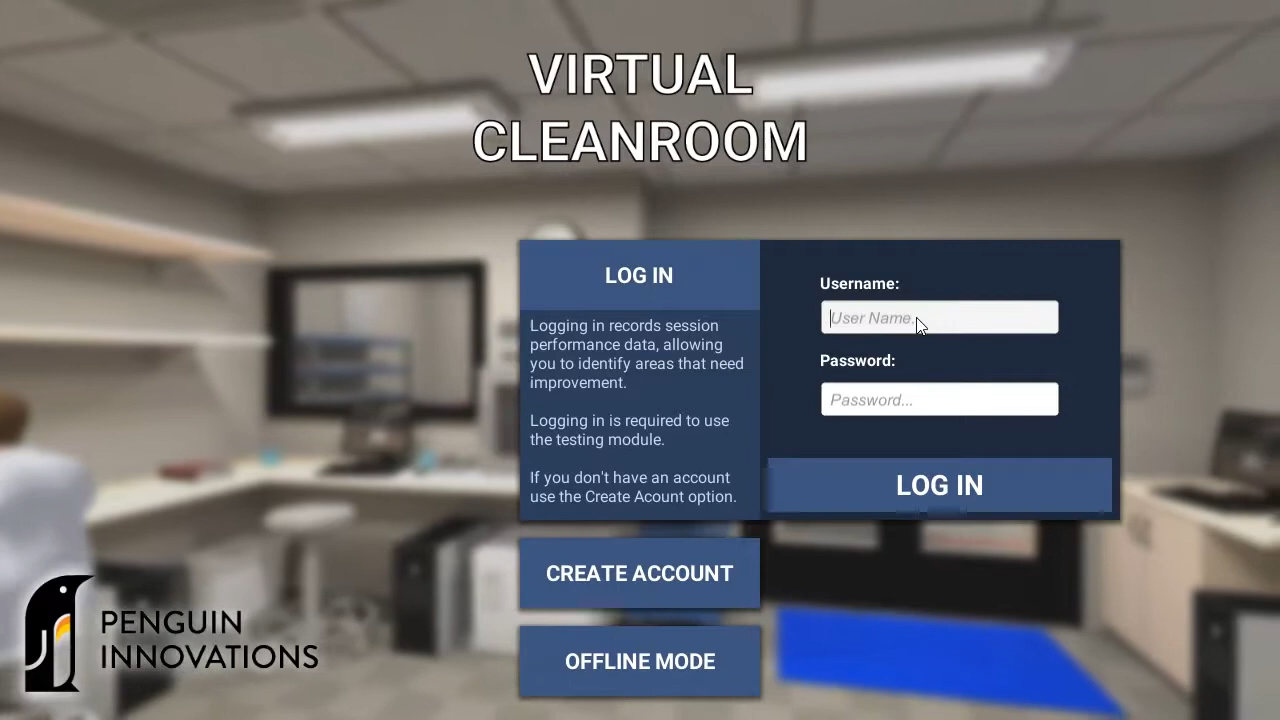 VIRTUAL
CLEANROOM
LOG IN
Logging in records session
performance data, allowing
you to identify areas that need
improvement.
Logging in is required to use
the testing module.
If you don't have an account
use the Create Acount option.
Username:
User Name...
Password:
Password...
LOG IN
CREATE ACCOUNT
OFFLINE MODE
PENGUIN
INNOVATIONS